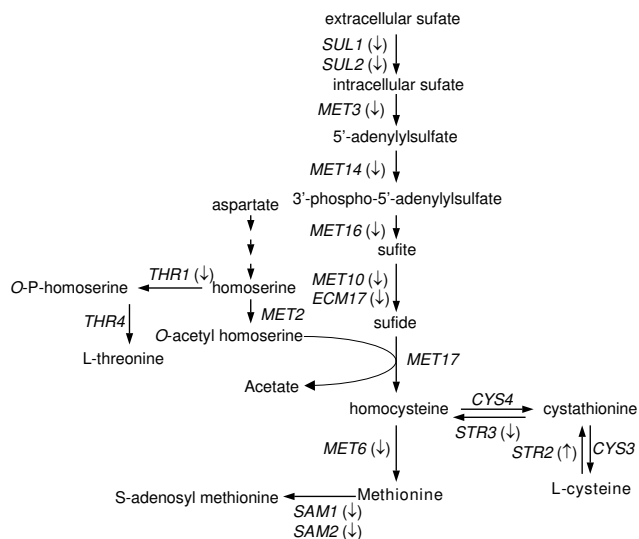 extracellular sufate
SUL1 (↓)
SUL2 (↓)
intracellular sufate
MET3 (↓)
5'-adenylylsulfate
MET14 (↓)
3'-phospho-5'-adenylylsulfate
aspartate
MET16 (↓)
sufite
THR1 (↓)
MET10 (↓)
O-P-homoserine
homoserine
ECM17 (↓)
THR4
MET2
sufide
O-acetyl homoserine
L-threonine
MET17
Acetate
CYS4
homocysteine
cystathionine
STR3 (↓)
MET6 (↓)
STR2 (↑)
CYS3
S-adenosyl methionine
Methionine
L-cysteine
SAM1 (↓)
SAM2 (↓)